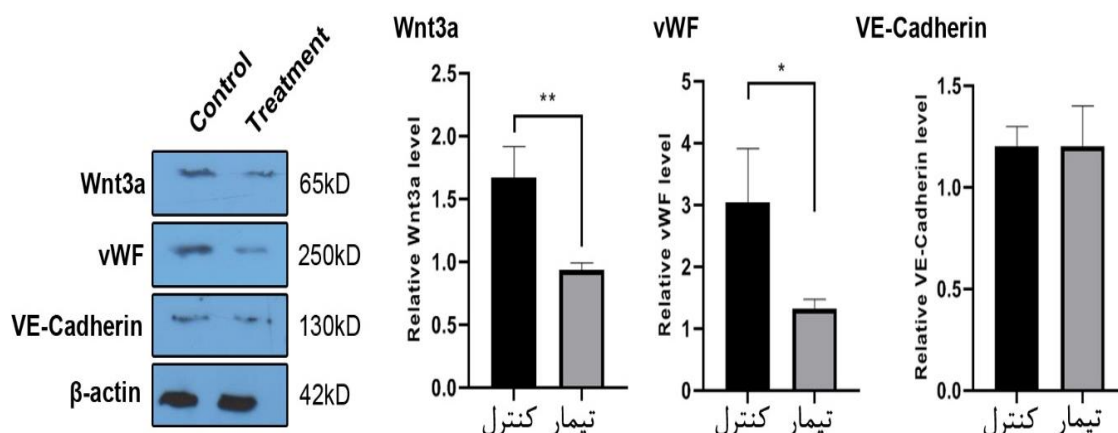 Control
Treatment
Wnt3a
65kD
vWF
250kD
VE-Cadherin
130kD
β-actin
42kD
Wnt3a
Relative Wnt3a level
2.5
2.0
1.5
1.0
0.5
0.0
**
کنترل
تیمار
vWF
Relative vWF level
5
4
3
2
1
0
*
کنترل
تیمار
VE-Cadherin
Relative VE-Cadherin level
1.5
1.0
0.5
0.0
کنترل
تیمار